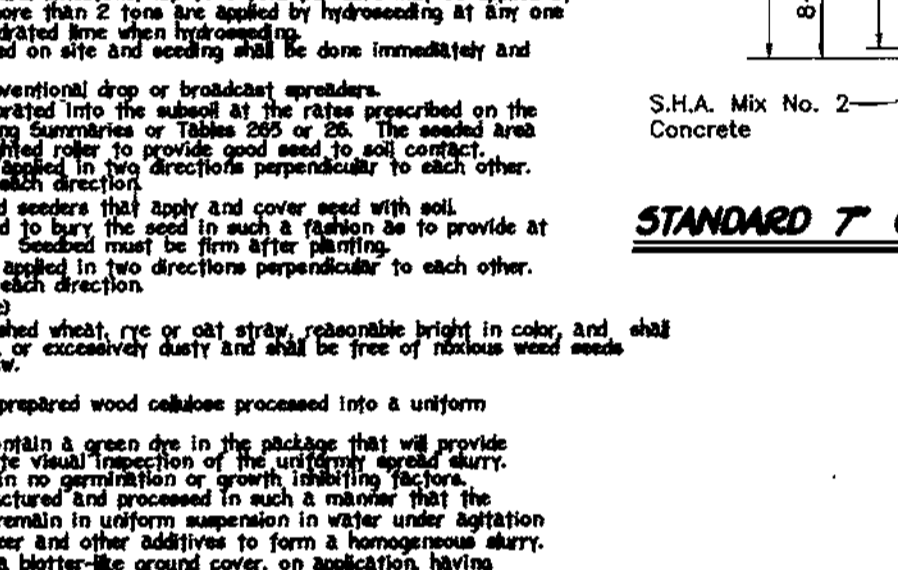 ore than 2 tons are applied by hydroseeding at any one
drated lime when hydroseeding.
ed on site and seeding shall be done immediately and
ventional drop or broadcast spreaders.
orated into the subsoil at the rates prescribed on the
ng Summaries or Tables 265 or 26. The seeded area
hted roller to provide good seed to soil contact.
applied in two directions perpendicular to each other.
each direction
d seeders that apply and cover seed with soil.
d to bury the seed in such a fashion as to provide at
Seedbed must be firm after planting.
applied in two directions perpendicular to each other.
each direction
e)
shed wheat, rye or oat straw, reasonable bright in color, and shall
or excessively dusty and shall be free of noxious weed seeds
w.
prepared wood cellulose processed into a uniform
ontain a green dye in the package that will provide
te visual inspection of the uniformly spread slurry.
in no germination or growth inhibiting factors.
ctured and processed in such a manner that the
remain in uniform suspension in water under agitation
zer and other additives to form a homogeneous slurry.
a blotter-like ground cover, on application, having
8
S.H.A. Mix No. 2
Concrete
STANDARD 7"